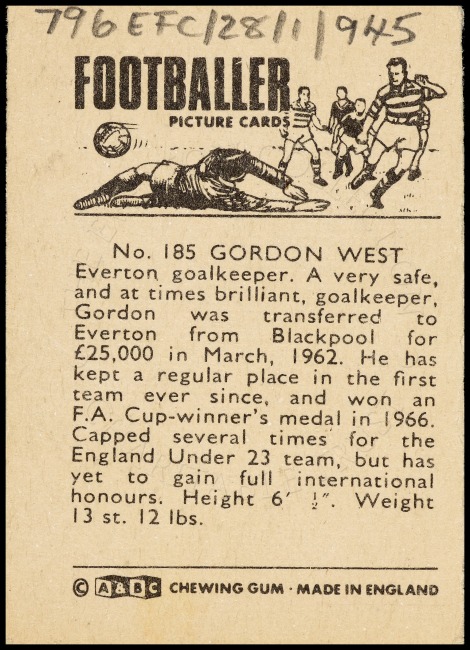 796 EFC/28/1/945
FOOTBALLER
PICTURE CARDS
No. 185 GORDON WEST
Everton goalkeeper. A very safe,
and at times brilliant, goalkeeper,
Gordon was transferred to
Everton from Blackpool for
£25,000 in March, 1962. He has
kept a regular place in the first
team ever since, and won an
F.A. Cup-winner's medal in 1966.
Capped several times for the
England Under 23 team, but has
yet to gain full international
honours. Height 6′ ½″. Weight
13 st. 12 lbs.
© A&BC CHEWING GUM · MADE IN ENGLAND